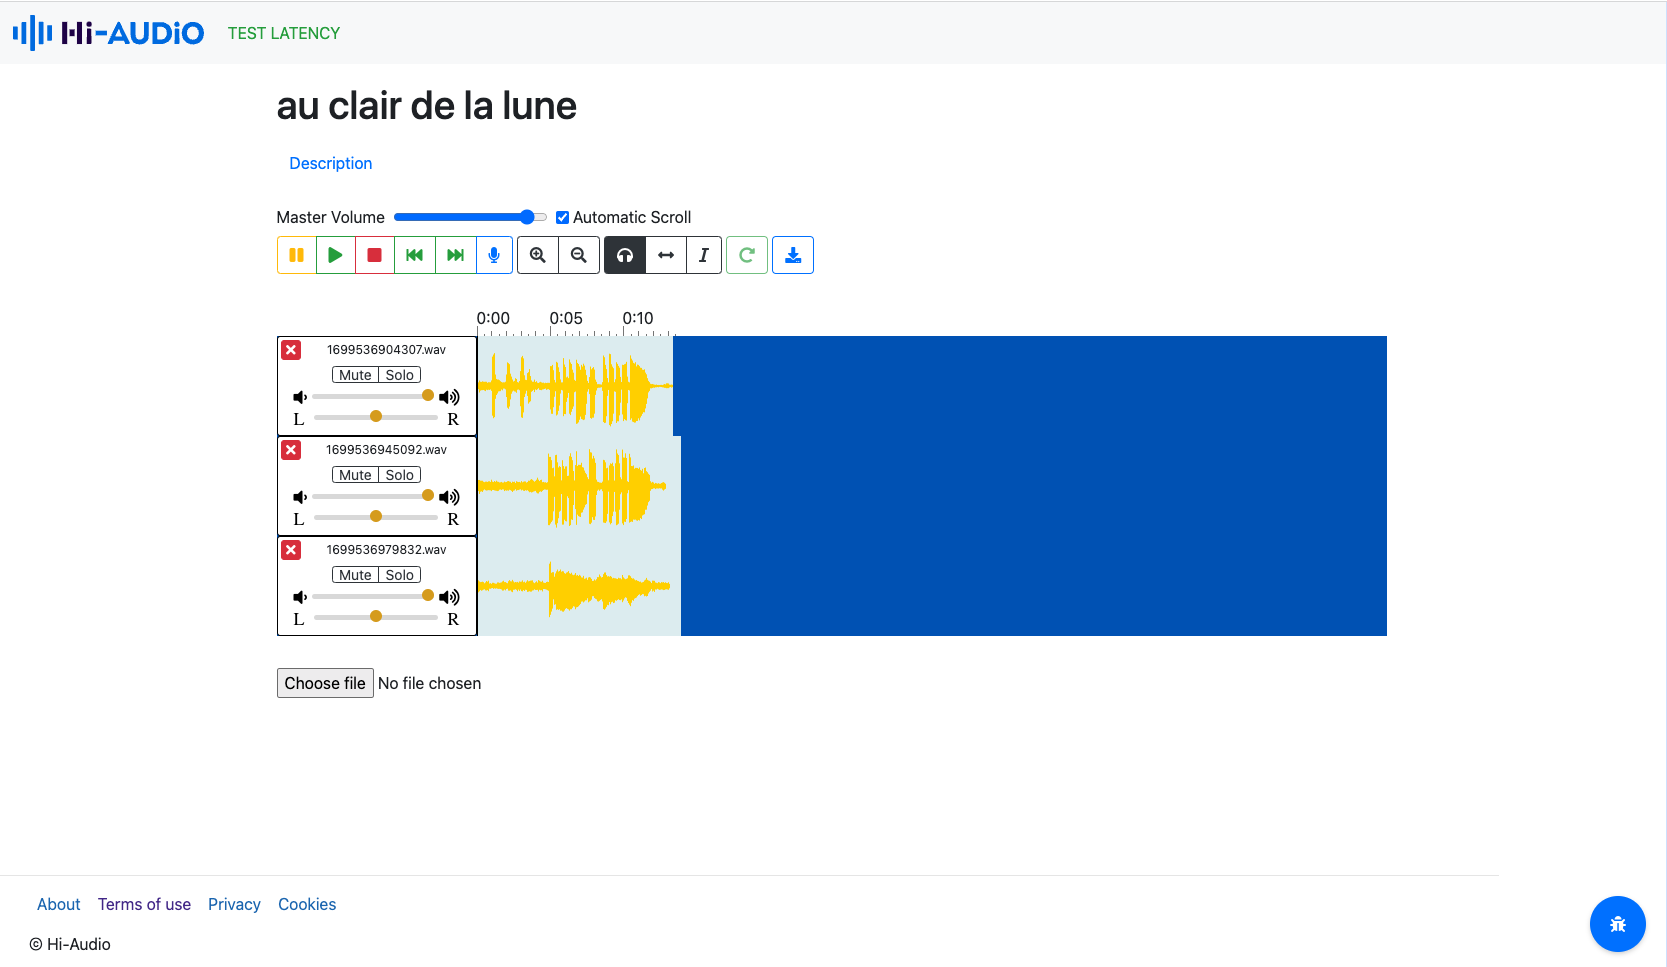 Hi-AUDiO TEST LATENCY
au clair de la lune
Description
Master Volume Automatic Scroll
0:00 0:05 0:10
1699536904307.wav
Mute Solo
L R
1699536945092.wav
Mute Solo
L R
1699536979832.wav
Mute Solo
L R
Choose file No file chosen
About Terms of use Privacy Cookies
© Hi-Audio